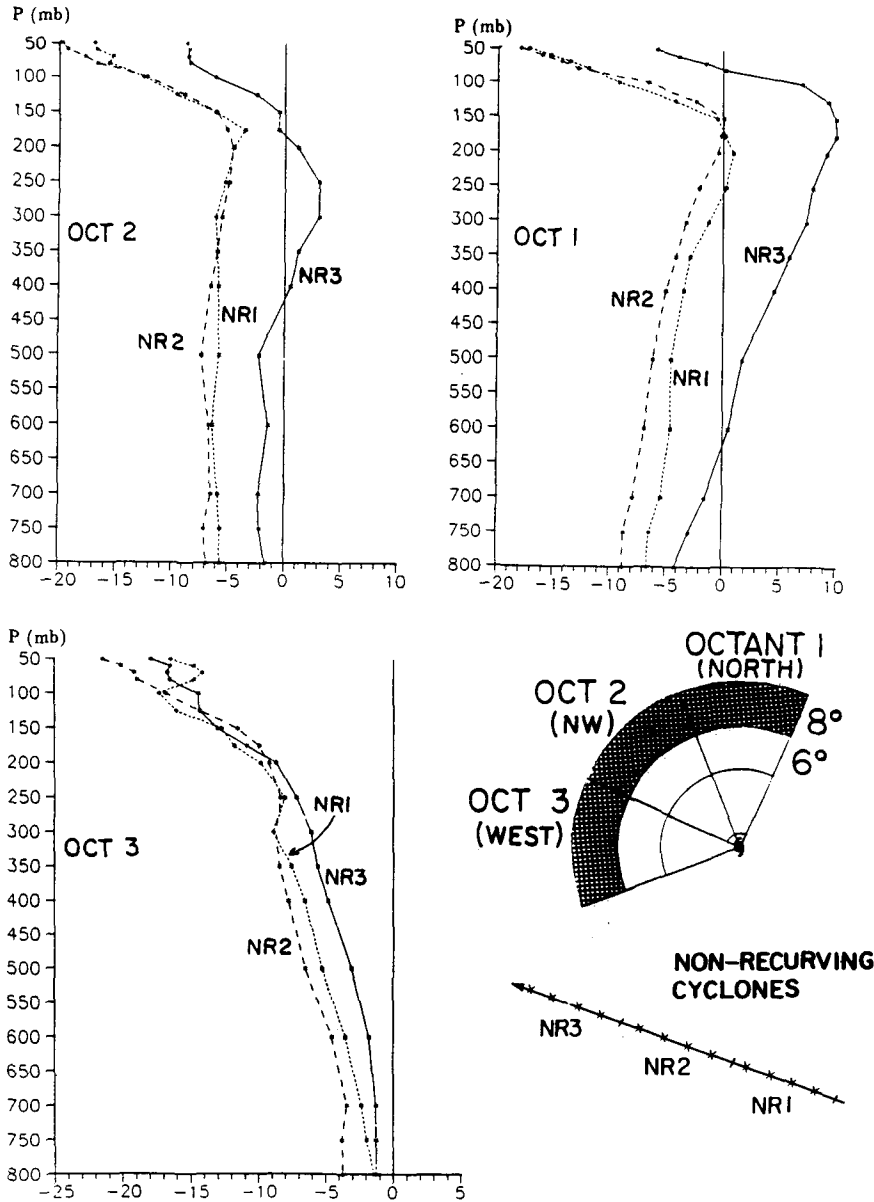 P (mb)
50
100
150
200
250
300
350
400
450
500
550
600
650
700
750
800
OCT 2
NR3
NR1
NR2
-20 -15 -10 -5 0 5 10
P (mb)
50
100
150
200
250
300
350
400
450
500
550
600
650
700
750
800
OCT 1
NR3
NR2
NR1
-20 -15 -10 -5 0 5 10
P (mb)
50
100
150
200
250
300
350
400
450
500
550
600
650
700
750
800
OCT 3
NR1
NR3
NR2
-25 -20 -15 -10 -5 0 5
OCTANT 1
(NORTH)
OCT 2
(NW)
8°
6°
OCT 3
(WEST)
NON-RECURVING
CYCLONES
NR3
NR2
NR1